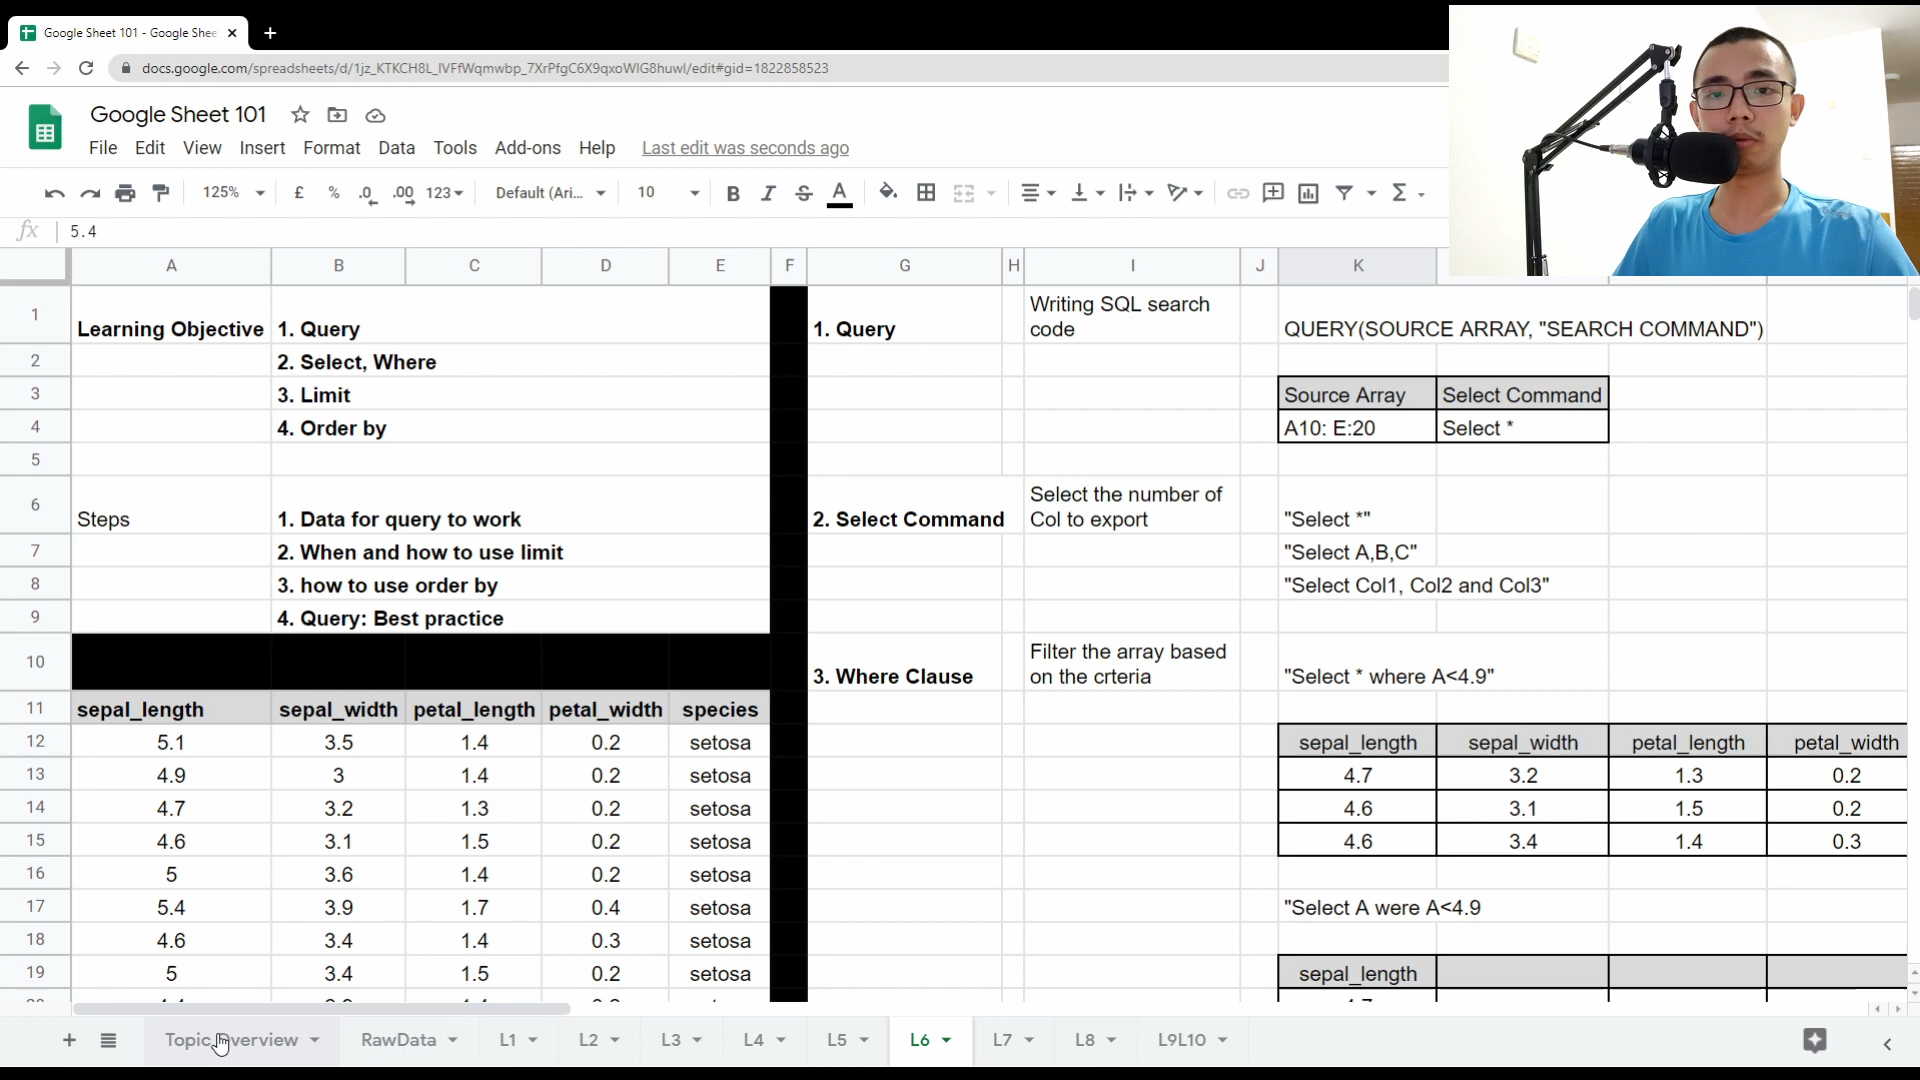 Google Sheet 101 - Google Shee
docs.google.com/spreadsheets/d/1jz_KTKCH8L_lVFfWqmwbp_7XrPfgC6X9qxoWlG8huwI/edit#gid=1822858523
Google Sheet 101
File Edit View Insert Format Data Tools Add-ons Help Last edit was seconds ago
125% £ % .0 .00 123 Default (Ari... 10 B I S A Σ
fx 5.4
A B C D E F G H I J K
1 Learning Objective 1. Query 1. Query Writing SQL search code QUERY(SOURCE ARRAY, "SEARCH COMMAND")
2 2. Select, Where
3 3. Limit Source Array Select Command
4 4. Order by A10: E:20 Select *
5
6 Steps 1. Data for query to work 2. Select Command Select the number of Col to export "Select *"
7 2. When and how to use limit "Select A,B,C"
8 3. how to use order by "Select Col1, Col2 and Col3"
9 4. Query: Best practice
10 3. Where Clause Filter the array based on the crteria "Select * where A<4.9"
11 sepal_length sepal_width petal_length petal_width species
12 5.1 3.5 1.4 0.2 setosa sepal_length sepal_width petal_length petal_width
13 4.9 3 1.4 0.2 setosa 4.7 3.2 1.3 0.2
14 4.7 3.2 1.3 0.2 setosa 4.6 3.1 1.5 0.2
15 4.6 3.1 1.5 0.2 setosa 4.6 3.4 1.4 0.3
16 5 3.6 1.4 0.2 setosa
17 5.4 3.9 1.7 0.4 setosa "Select A were A<4.9
18 4.6 3.4 1.4 0.3 setosa
19 5 3.4 1.5 0.2 setosa sepal_length
Topic Overview RawData L1 L2 L3 L4 L5 L6 L7 L8 L9L10